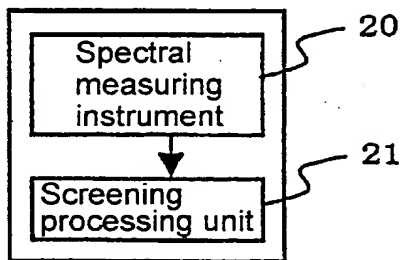 Spectral
measuring
instrument
20
Screening
processing unit
21